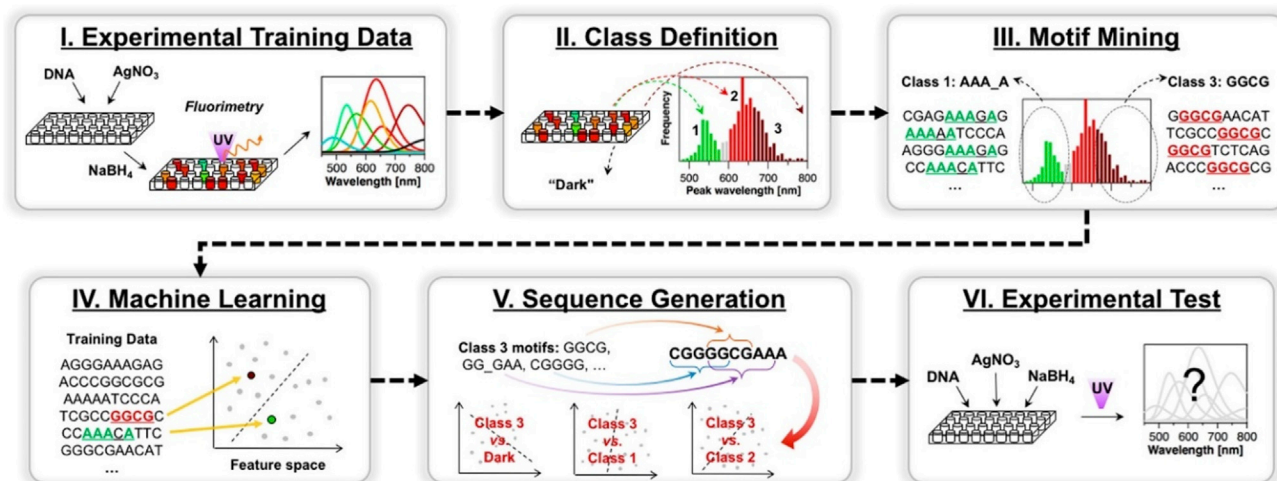 I. Experimental Training Data
DNA
AgNO₃
Fluorimetry
UV
NaBH₄
500 600 700 800
Wavelength [nm]
II. Class Definition
Frequency
1
2
3
"Dark"
500 600 700 800
Peak wavelength [nm]
III. Motif Mining
Class 1: AAA_A
Class 3: GGCG
CGAGAAAGAG
AAAAATCCCA
AGGGAAAGAG
CCAAACATTC
...
500 600 700 800
GGGCGAACAT
TCGCCGGCGC
GGCGTCTCAG
ACCCGGCGCG
...
IV. Machine Learning
Training Data
AGGGAAAGAG
ACCCGGCGCG
AAAAATCCCA
TCGCCGGCGC
CCAAACATTC
GGGCGAACAT
...
Feature space
V. Sequence Generation
Class 3 motifs: GGCG,
GG_GAA, CGGGG, ...
CGGGGCGAAA
Class 3
vs.
Dark
Class 3
vs.
Class 1
Class 3
vs.
Class 2
VI. Experimental Test
DNA
AgNO₃
NaBH₄
UV
?
500 600 700 800
Wavelength [nm]